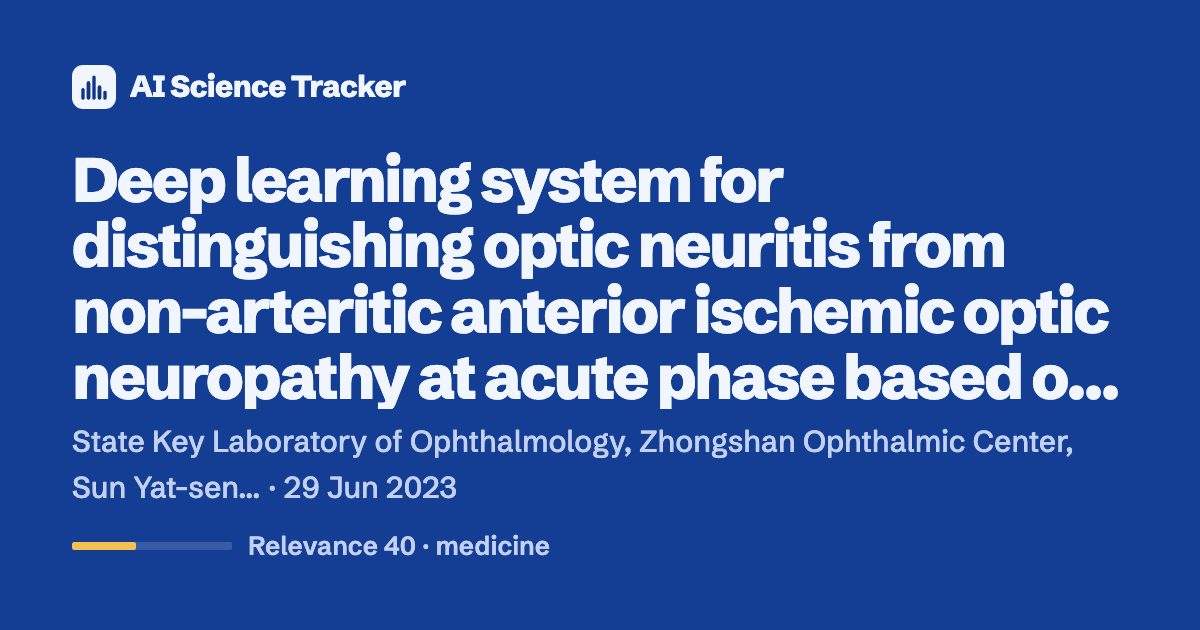 AI Science Tracker
Deep learning system for
distinguishing optic neuritis from
non-arteritic anterior ischemic optic
neuropathy at acute phase based o...
State Key Laboratory of Ophthalmology, Zhongshan Ophthalmic Center,
Sun Yat-sen... · 29 Jun 2023
Relevance 40 · medicine